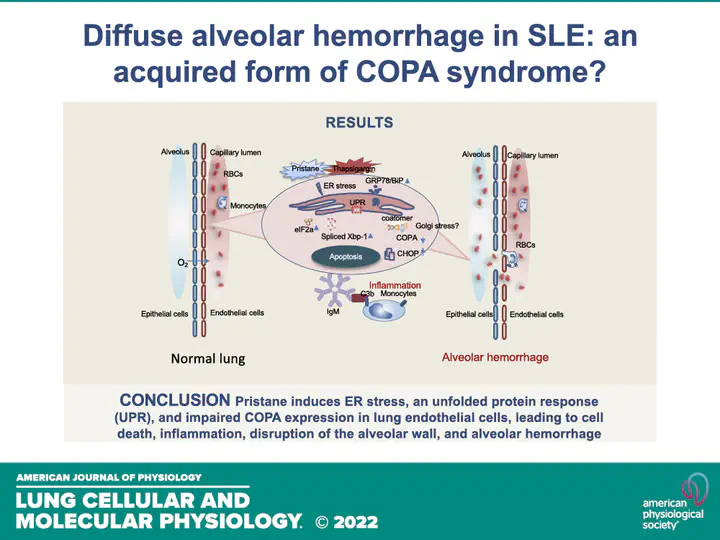 Diffuse alveolar hemorrhage in SLE: an
acquired form of COPA syndrome?
RESULTS
Alveolus
Capillary lumen
RBCs
Monocytes
O2
Epithelial cells
Endothelial cells
Normal lung
Pristane
Thapsigargin
GRP78/BiP
ER stress
UPR
coatomer
Golgi stress?
eIF2a
Spliced Xbp-1
COPA
Apoptosis
CHOP
Inflammation
C3b
Monocytes
IgM
Alveolus
Capillary lumen
RBCs
Epithelial cells
Endothelial cells
Alveolar hemorrhage
CONCLUSION Pristane induces ER stress, an unfolded protein response
(UPR), and impaired COPA expression in lung endothelial cells, leading to cell
death, inflammation, disruption of the alveolar wall, and alveolar hemorrhage
AMERICAN JOURNAL OF PHYSIOLOGY
LUNG CELLULAR AND
MOLECULAR PHYSIOLOGY. © 2022
american
physiological
society®